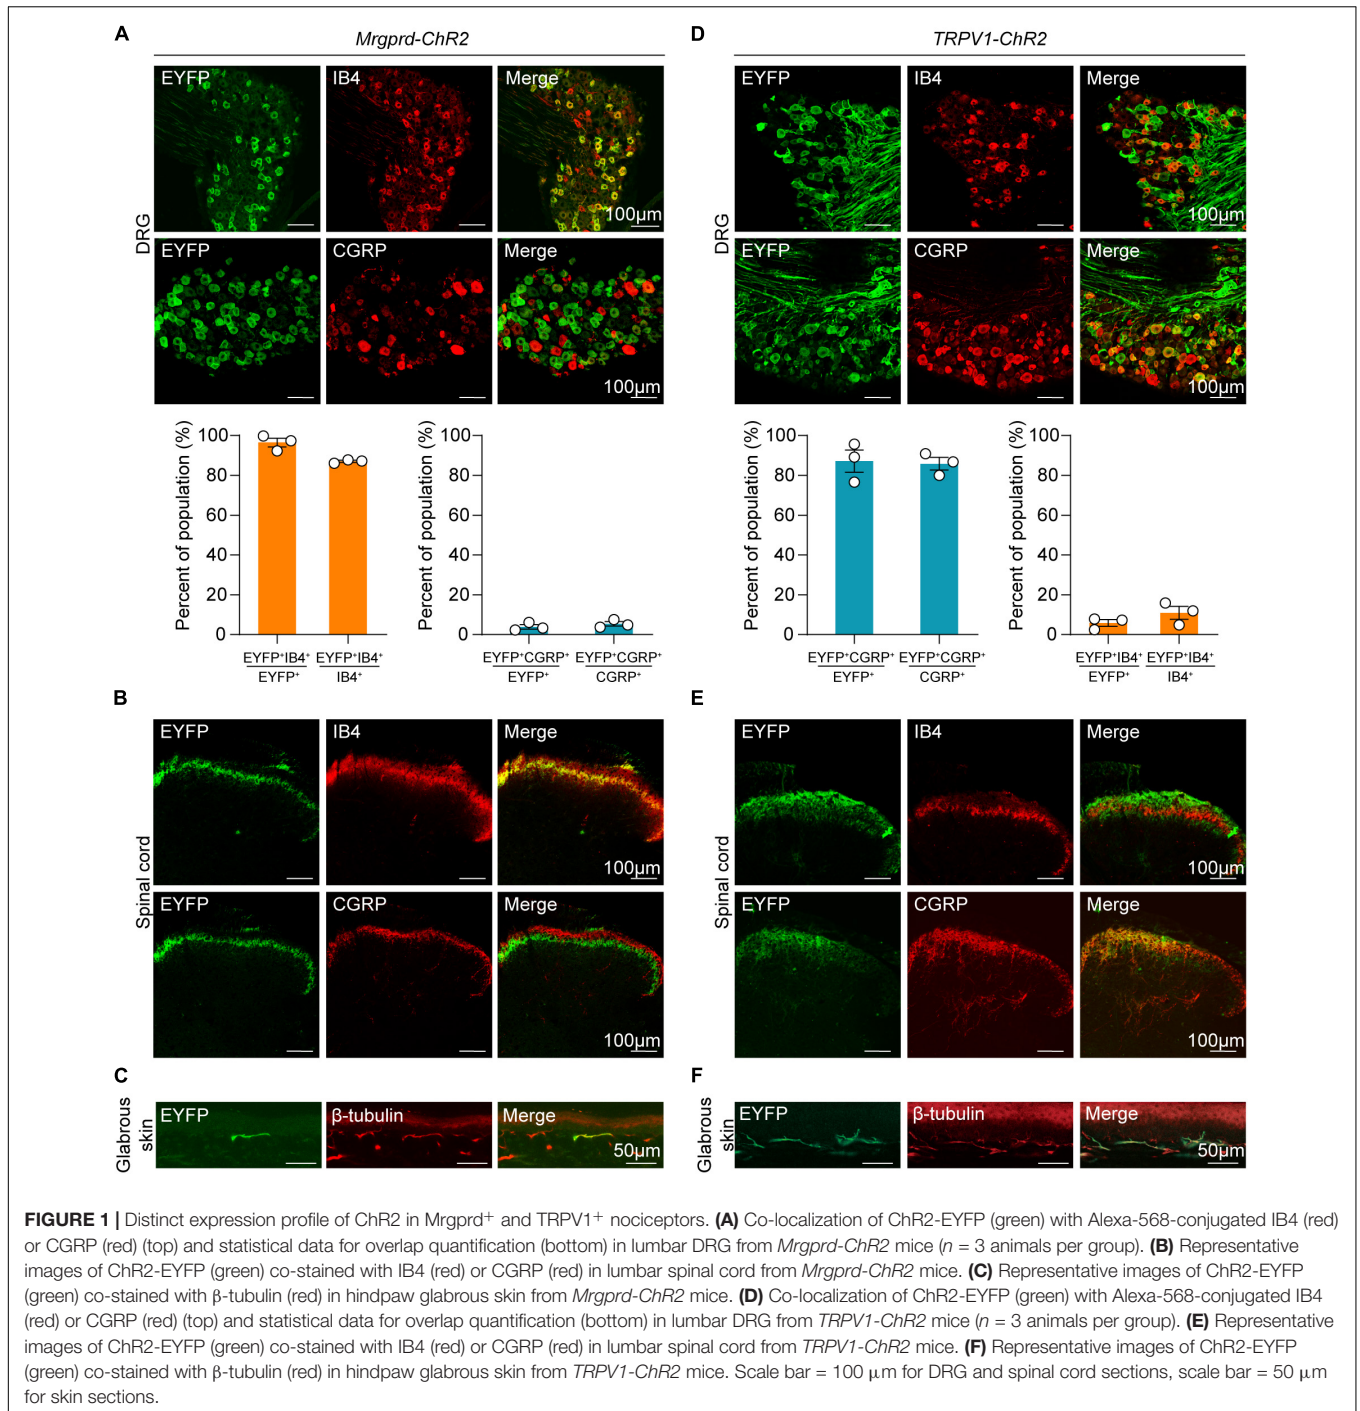 A
Mrgprd-ChR2
EYFP
IB4
Merge
100µm
DRG
EYFP
CGRP
Merge
100µm
Percent of population (%)
100
80
60
40
20
0
EYFP+IB4+
EYFP+
EYFP+IB4+
IB4+
Percent of population (%)
100
80
60
40
20
0
EYFP+CGRP+
EYFP+
EYFP+CGRP+
CGRP+
B
EYFP
IB4
Merge
100µm
Spinal cord
EYFP
CGRP
Merge
100µm
C
Glabrous
skin
EYFP
β-tubulin
Merge
50µm
D
TRPV1-ChR2
EYFP
IB4
Merge
100µm
DRG
EYFP
CGRP
Merge
100µm
Percent of population (%)
100
80
60
40
20
0
EYFP+CGRP+
EYFP+
EYFP+CGRP+
CGRP+
Percent of population (%)
100
80
60
40
20
0
EYFP+IB4+
EYFP+
EYFP+IB4+
IB4+
E
EYFP
IB4
Merge
100µm
Spinal cord
EYFP
CGRP
Merge
100µm
F
Glabrous
skin
EYFP
β-tubulin
Merge
50µm
FIGURE 1 | Distinct expression profile of ChR2 in Mrgprd+ and TRPV1+ nociceptors. (A) Co-localization of ChR2-EYFP (green) with Alexa-568-conjugated IB4 (red)
or CGRP (red) (top) and statistical data for overlap quantification (bottom) in lumbar DRG from Mrgprd-ChR2 mice (n = 3 animals per group). (B) Representative
images of ChR2-EYFP (green) co-stained with IB4 (red) or CGRP (red) in lumbar spinal cord from Mrgprd-ChR2 mice. (C) Representative images of ChR2-EYFP
(green) co-stained with β-tubulin (red) in hindpaw glabrous skin from Mrgprd-ChR2 mice. (D) Co-localization of ChR2-EYFP (green) with Alexa-568-conjugated IB4
(red) or CGRP (red) (top) and statistical data for overlap quantification (bottom) in lumbar DRG from TRPV1-ChR2 mice (n = 3 animals per group). (E) Representative
images of ChR2-EYFP (green) co-stained with IB4 (red) or CGRP (red) in lumbar spinal cord from TRPV1-ChR2 mice. (F) Representative images of ChR2-EYFP
(green) co-stained with β-tubulin (red) in hindpaw glabrous skin from TRPV1-ChR2 mice. Scale bar = 100 µm for DRG and spinal cord sections, scale bar = 50 µm
for skin sections.